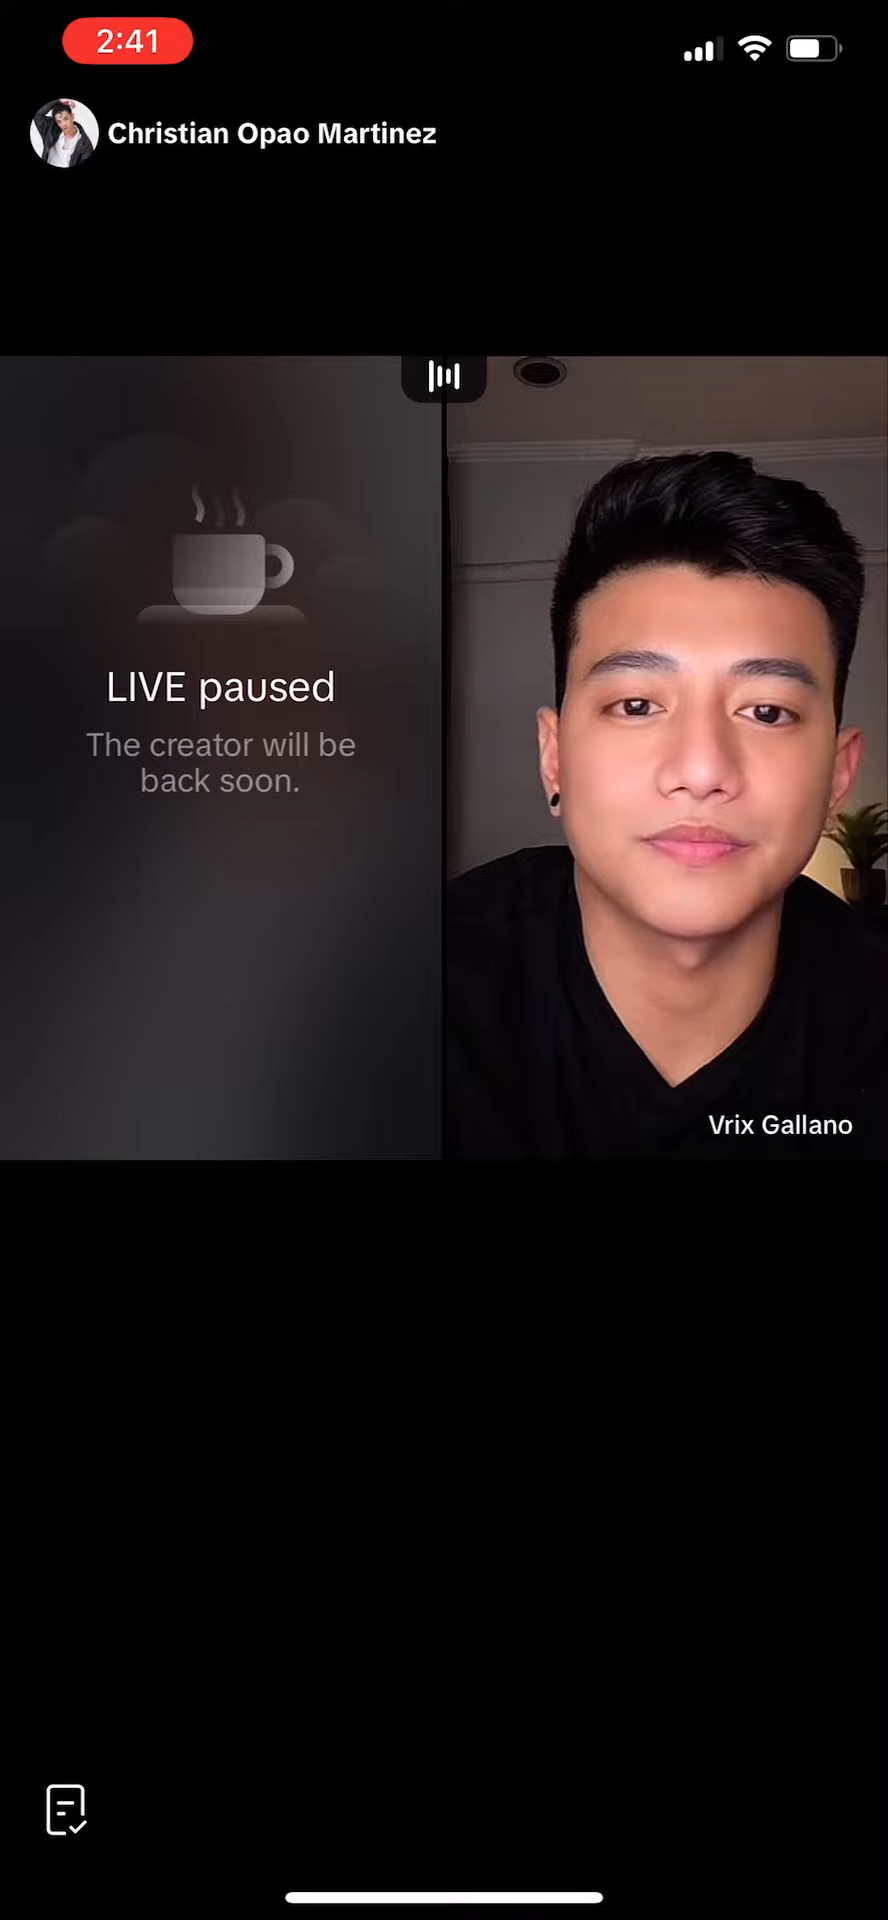 2:41
Christian Opao Martinez
LIVE paused
The creator will be
back soon.
Vrix Gallano